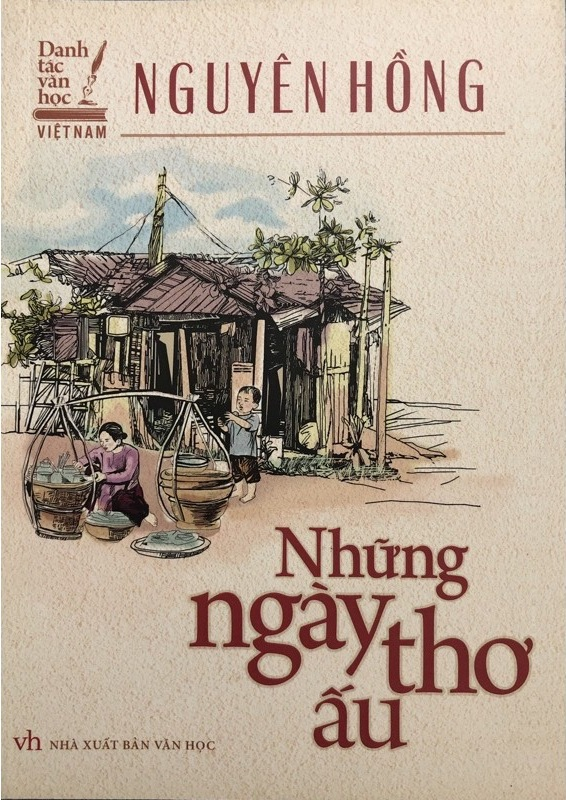 Danh
tác
văn
học
VIỆT NAM
NGUYÊN HỒNG
Những
ngày thơ
ấu
vh NHÀ XUẤT BẢN VĂN HỌC